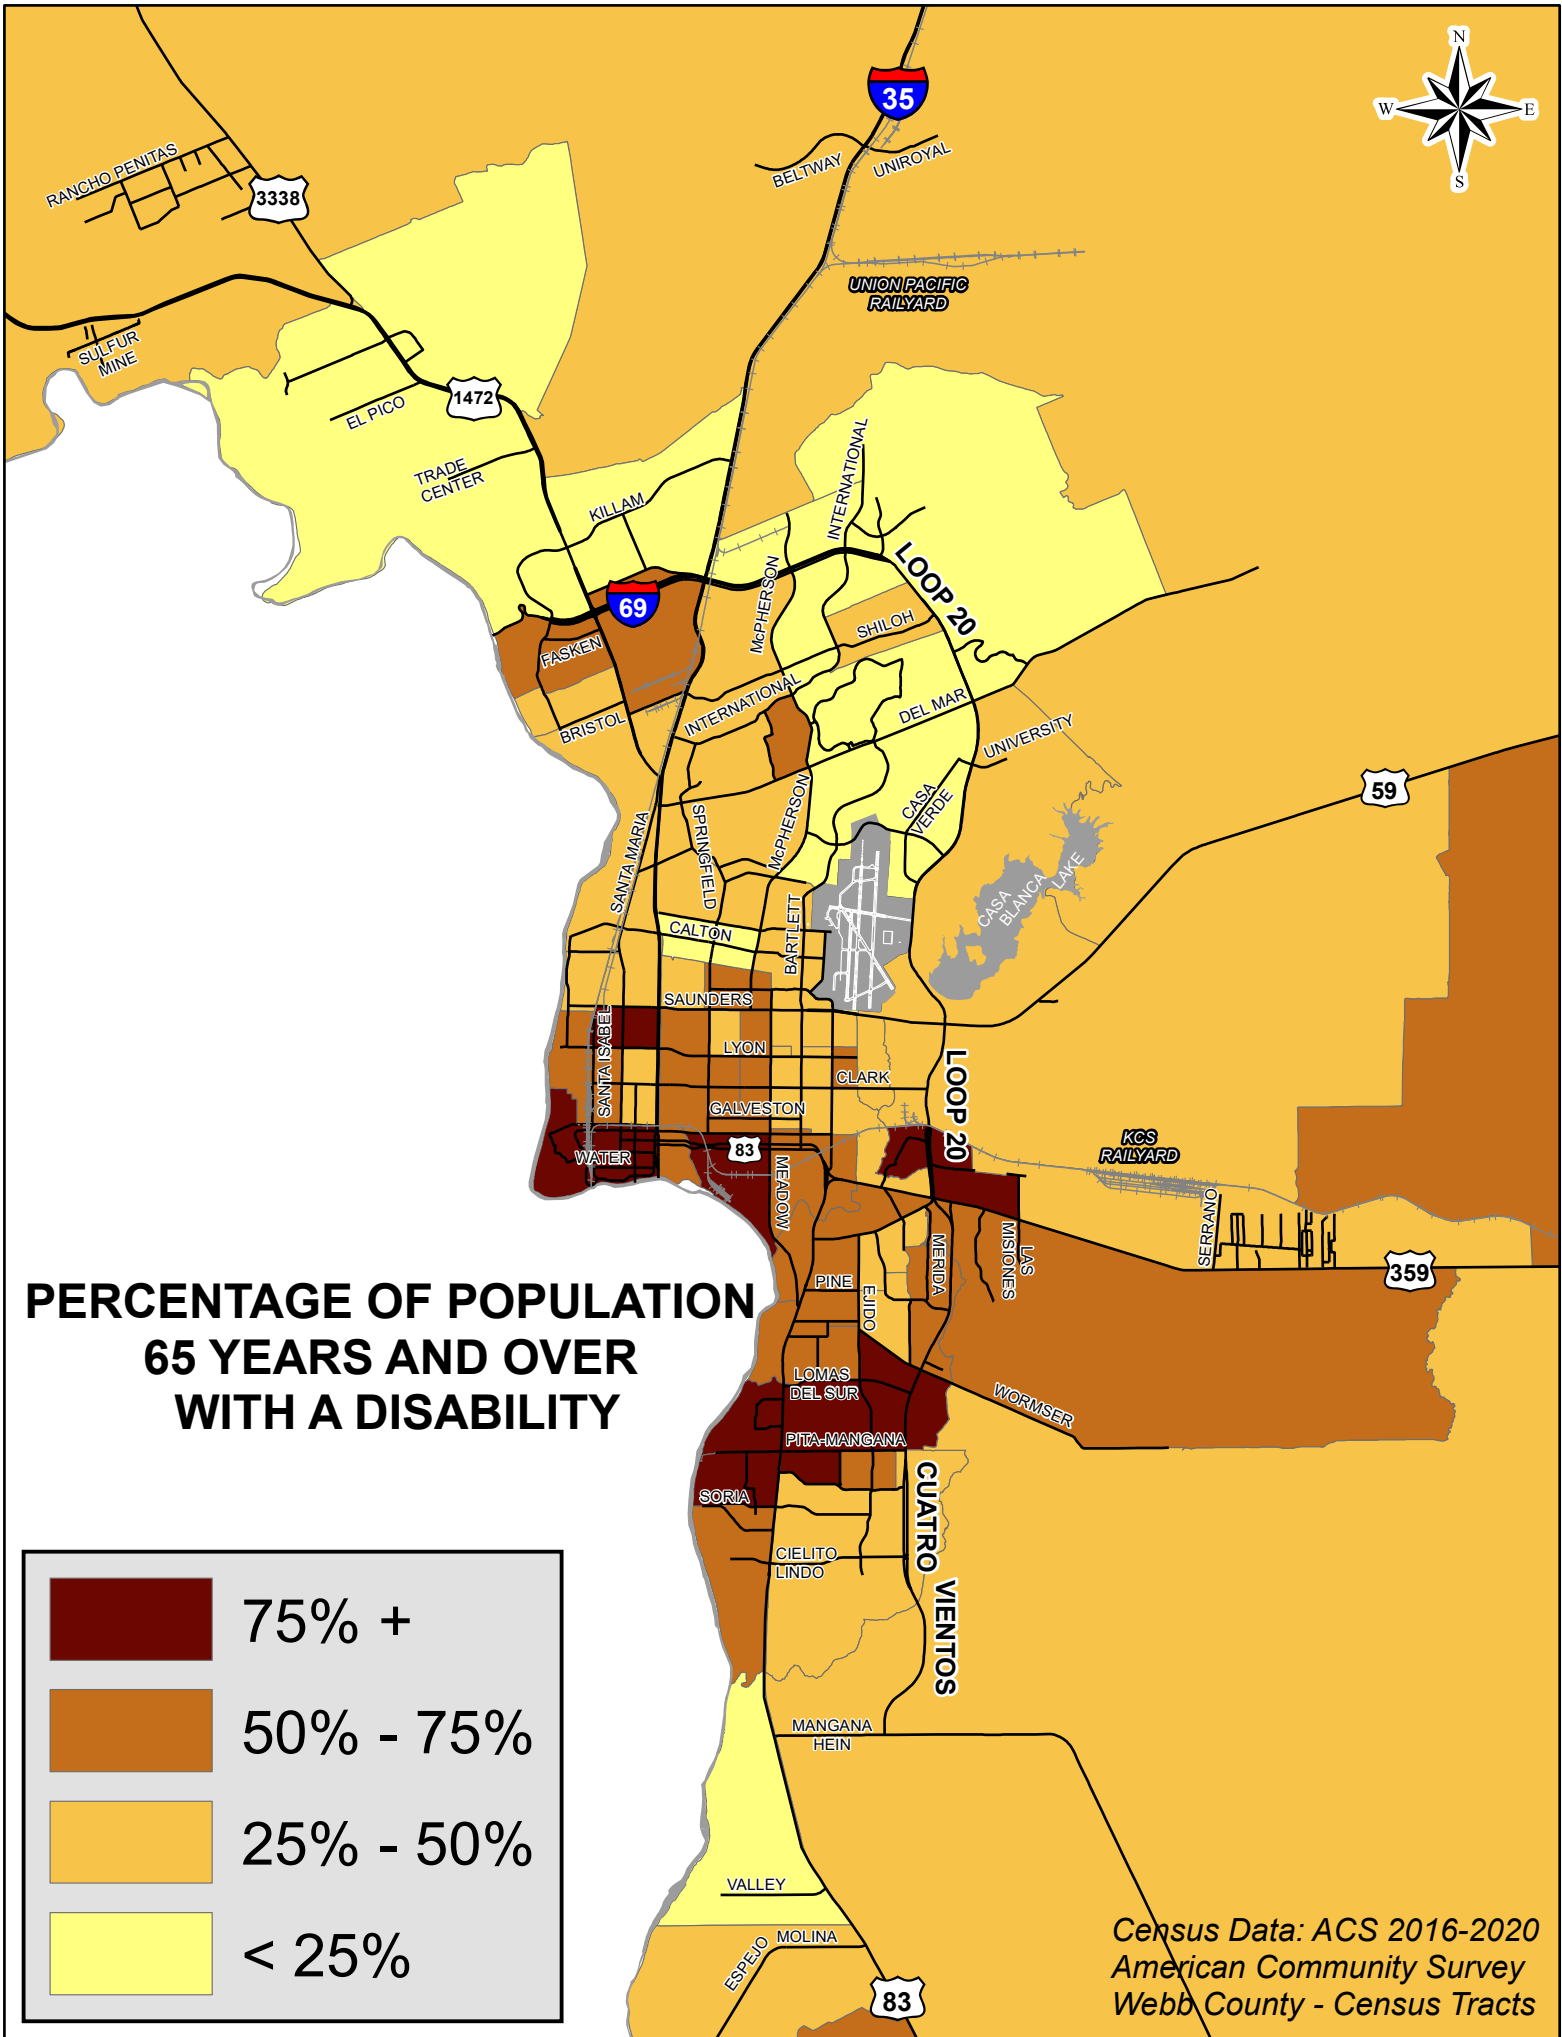 N
W
E
S
35
BELTWAY
UNIROYAL
RANCHO PENITAS
3338
UNION PACIFIC
RAILYARD
SULFUR
MINE
EL PICO
1472
TRADE
CENTER
KILLAM
INTERNATIONAL
LOOP 20
McPHERSON
69
SHILOH
FASKEN
INTERNATIONAL
BRISTOL
DEL MAR
UNIVERSITY
59
CASA
VERDE
McPHERSON
SPRINGFIELD
SANTA MARIA
CASA
BLANCA
LAKE
CALTON
BARTLETT
SAUNDERS
SANTA ISABEL
LYON
LOOP 20
CLARK
GALVESTON
83
WATER
KCS
RAILYARD
MEADOW
SERRANO
MERIDA
LAS
MISIONES
359
PINE
EJIDO
PERCENTAGE OF POPULATION
65 YEARS AND OVER
WITH A DISABILITY
LOMAS
DEL SUR
WORMSER
PITA-MANGANA
SORIA
CUATRO VIENTOS
CIELITO
LINDO
75% +
50% - 75%
25% - 50%
< 25%
MANGANA
HEIN
VALLEY
MOLINA
ESPEJO
83
Census Data: ACS 2016-2020
American Community Survey
Webb County - Census Tracts